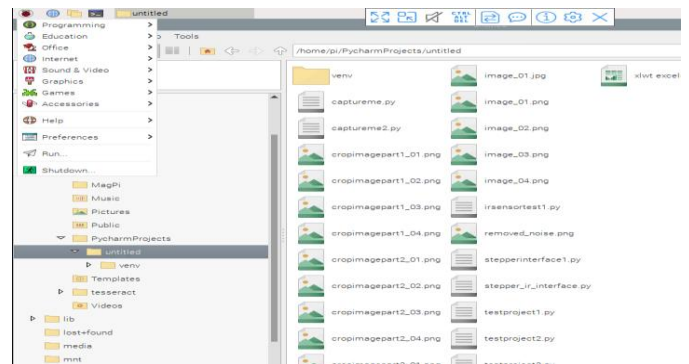 untitled
Programming
Education
Office
Internet
Sound & Video
Graphics
Games
Accessories
Help
Preferences
Run...
Shutdown...
Tools
/home/pi/PycharmProjects/untitled
MagPi
Music
Pictures
Public
PycharmProjects
untitled
venv
Templates
tesseract
Videos
lib
lost+found
media
mnt
venv
image_01.jpg
xlwt excel
captureme.py
image_01.png
captureme2.py
image_02.png
cropimagepart1_01.png
image_03.png
cropimagepart1_02.png
image_04.png
cropimagepart1_03.png
irsensortest1.py
cropimagepart1_04.png
removed_noise.png
cropimagepart2_01.png
stepperinterface1.py
cropimagepart2_02.png
stepper_ir_interface.py
cropimagepart2_03.png
testproject1.py
cropimagepart2_04.png
testproject2.py